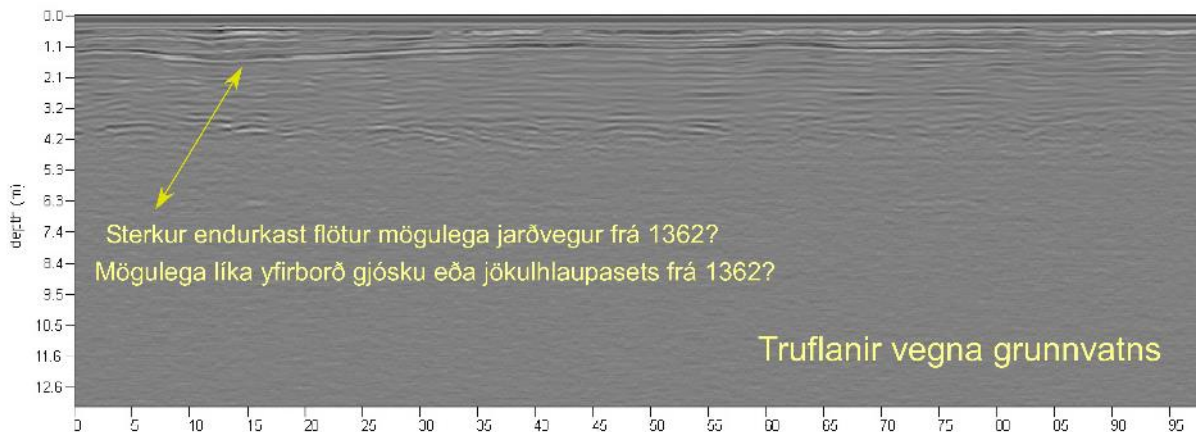 0.0
1.1
2.1
3.2
4.2
5.3
6.3
7.4
8.4
9.5
10.5
11.6
12.6
depth (m)
Sterkur endurkast flötur mögulega jarðvegur frá 1362?
Mögulega líka yfirborð gjósku eða jökulhlaupasets frá 1362?
Truflanir vegna grunnvatns
0 5 10 15 20 25 30 35 40 45 50 55 60 65 70 75 80 85 90 95